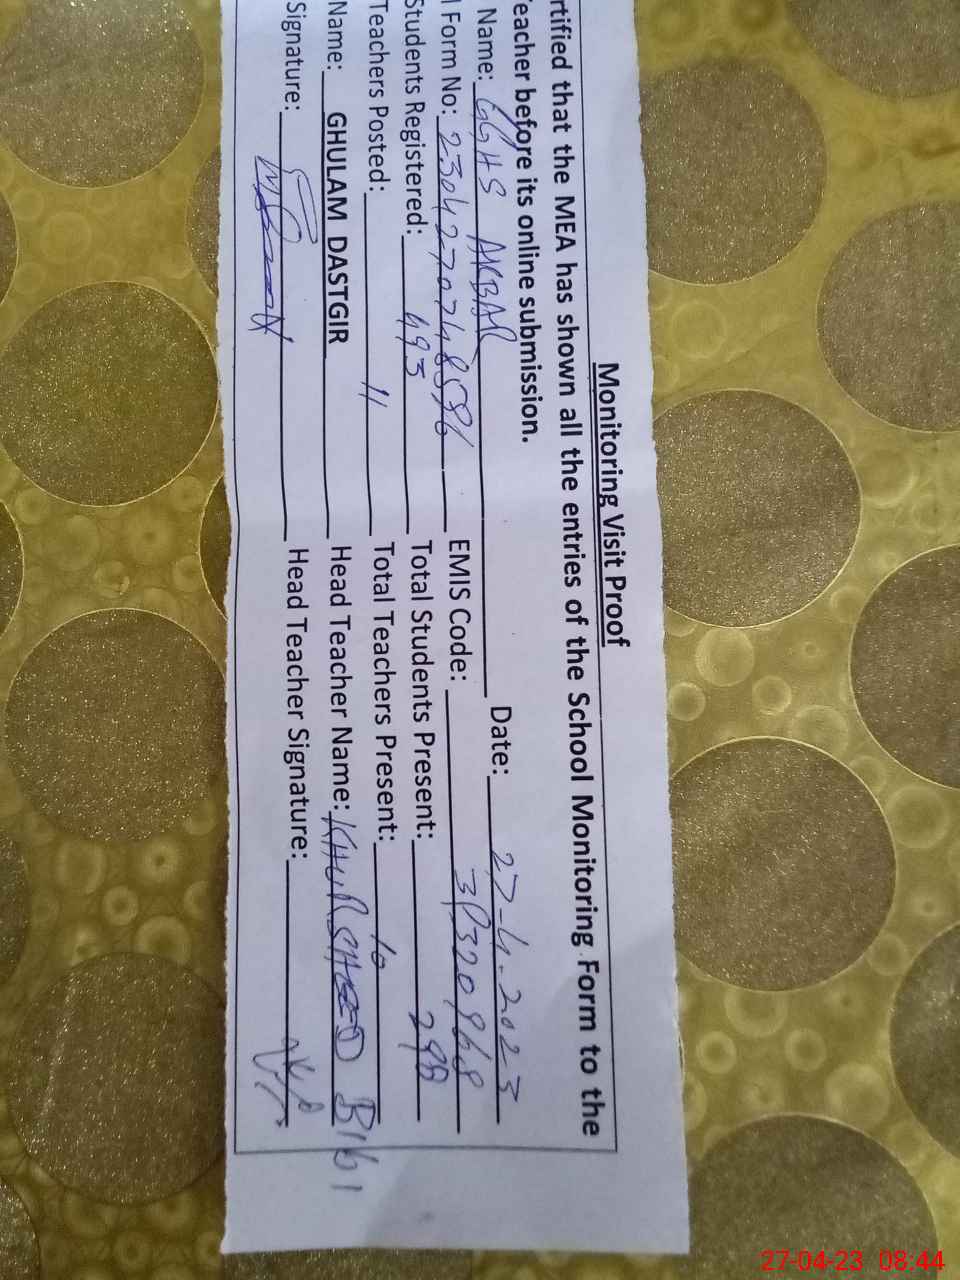 Monitoring Visit Proof
rtified that the MEA has shown all the entries of the School Monitoring Form to the
eacher before its online submission.
Name: GGHS AKBAR Date: 27-4-2023
Form No: EMIS Code:
Students Registered: 493 Total Students Present: 298
Teachers Posted: 11 Total Teachers Present: 10
Name: GHULAM DASTGIR Head Teacher Name: KHURSHEED BIBI
Signature: Head Teacher Signature:
27-04-23 08:44